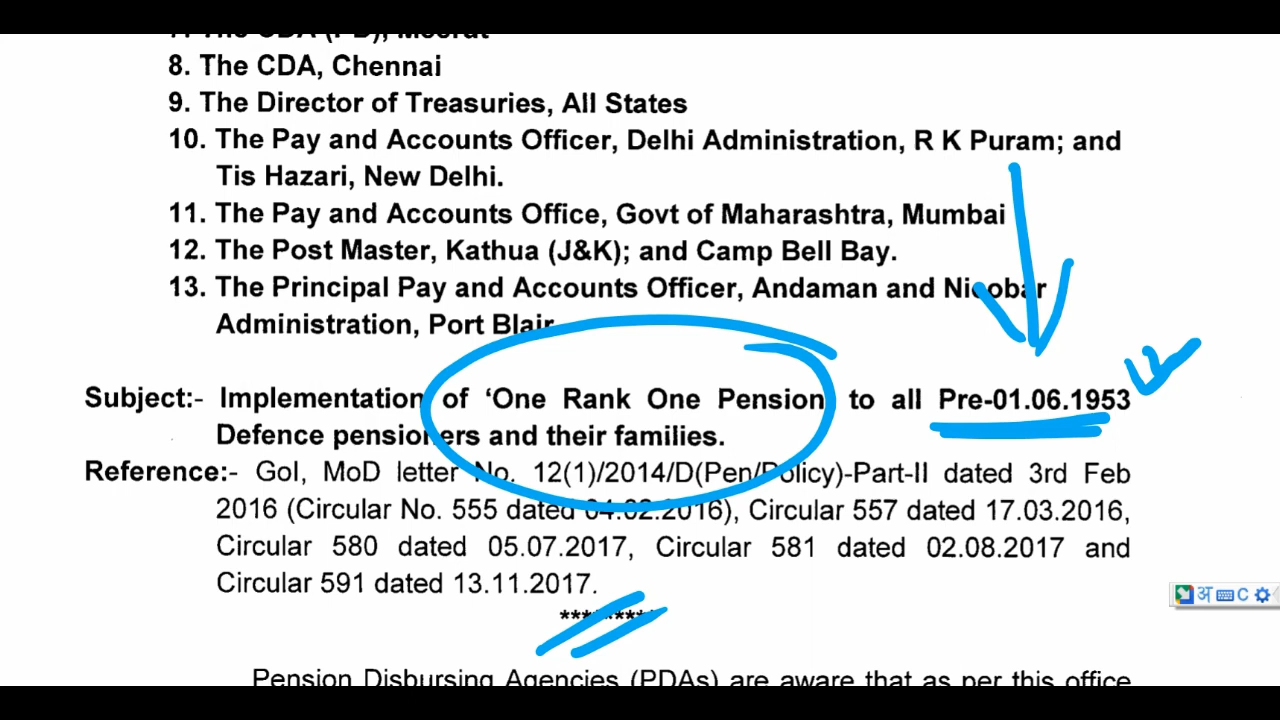 7. The CDA (PD), Meerut
8. The CDA, Chennai
9. The Director of Treasuries, All States
10. The Pay and Accounts Officer, Delhi Administration, R K Puram; and
Tis Hazari, New Delhi.
11. The Pay and Accounts Office, Govt of Maharashtra, Mumbai
12. The Post Master, Kathua (J&K); and Camp Bell Bay.
13. The Principal Pay and Accounts Officer, Andaman and Nicobar
Administration, Port Blair
Subject:- Implementation of ‘One Rank One Pension to all Pre-01.06.1953
Defence pensioners and their families.
Reference:- GoI, MoD letter No. 12(1)/2014/D(Pen/Policy)-Part-II dated 3rd Feb
2016 (Circular No. 555 dated 04.02.2016), Circular 557 dated 17.03.2016,
Circular 580 dated 05.07.2017, Circular 581 dated 02.08.2017 and
Circular 591 dated 13.11.2017.
*********
अ C
Pension Disbursing Agencies (PDAs) are aware that as per this office